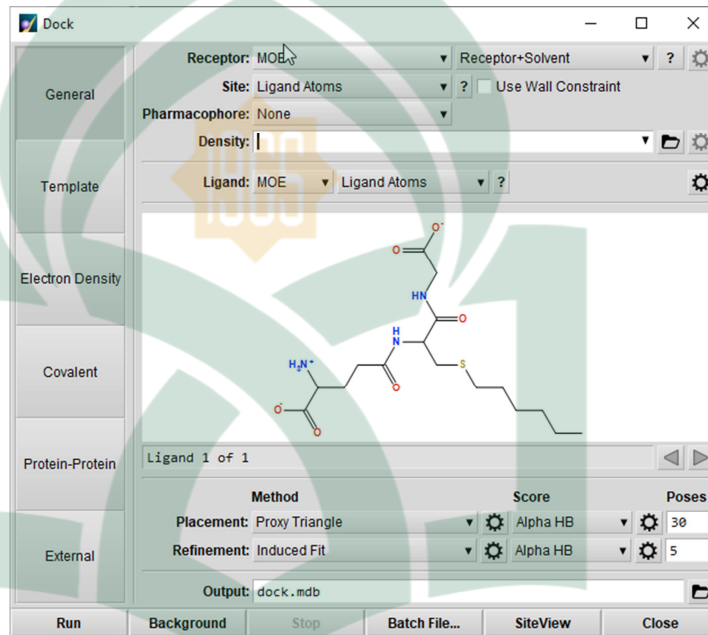 Dock
General
Template
Electron Density
Covalent
Protein-Protein
External
Receptor: MOE Receptor+Solvent ?
Site: Ligand Atoms ? Use Wall Constraint
Pharmacophore: None
Density:
Ligand: MOE Ligand Atoms ?
O-
O
HN
O
H
N
H3N+
O
S
O-
O
Ligand 1 of 1
Method Score Poses
Placement: Proxy Triangle Alpha HB 30
Refinement: Induced Fit Alpha HB 5
Output: dock.mdb
Run Background Stop Batch File... SiteView Close